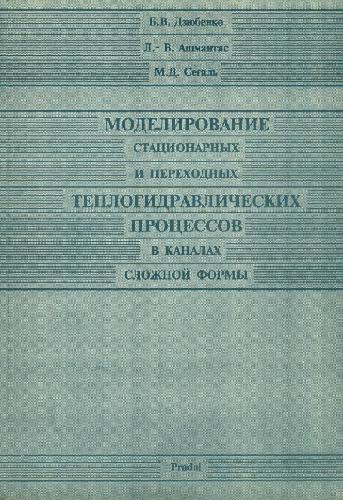 Б.В. Дзюбенко
Л.-В. Ашмантас
М.Д. Сегаль
МОДЕЛИРОВАНИЕ
СТАЦИОНАРНЫХ
И ПЕРЕХОДНЫХ
ТЕПЛОГИДРАВЛИЧЕСКИХ
ПРОЦЕССОВ
В КАНАЛАХ
СЛОЖНОЙ ФОРМЫ
Pradai